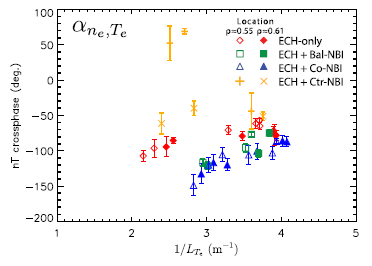 α_{n_e,T_e}
Location
ρ=0.55 ρ=0.61
ECH-only
ECH + Bal-NBI
ECH + Co-NBI
ECH + Ctr-NBI
nT crossphase (deg.)
100
50
0
−50
−100
−150
−200
1 2 3 4 5
1/L_{T_e} (m⁻¹)